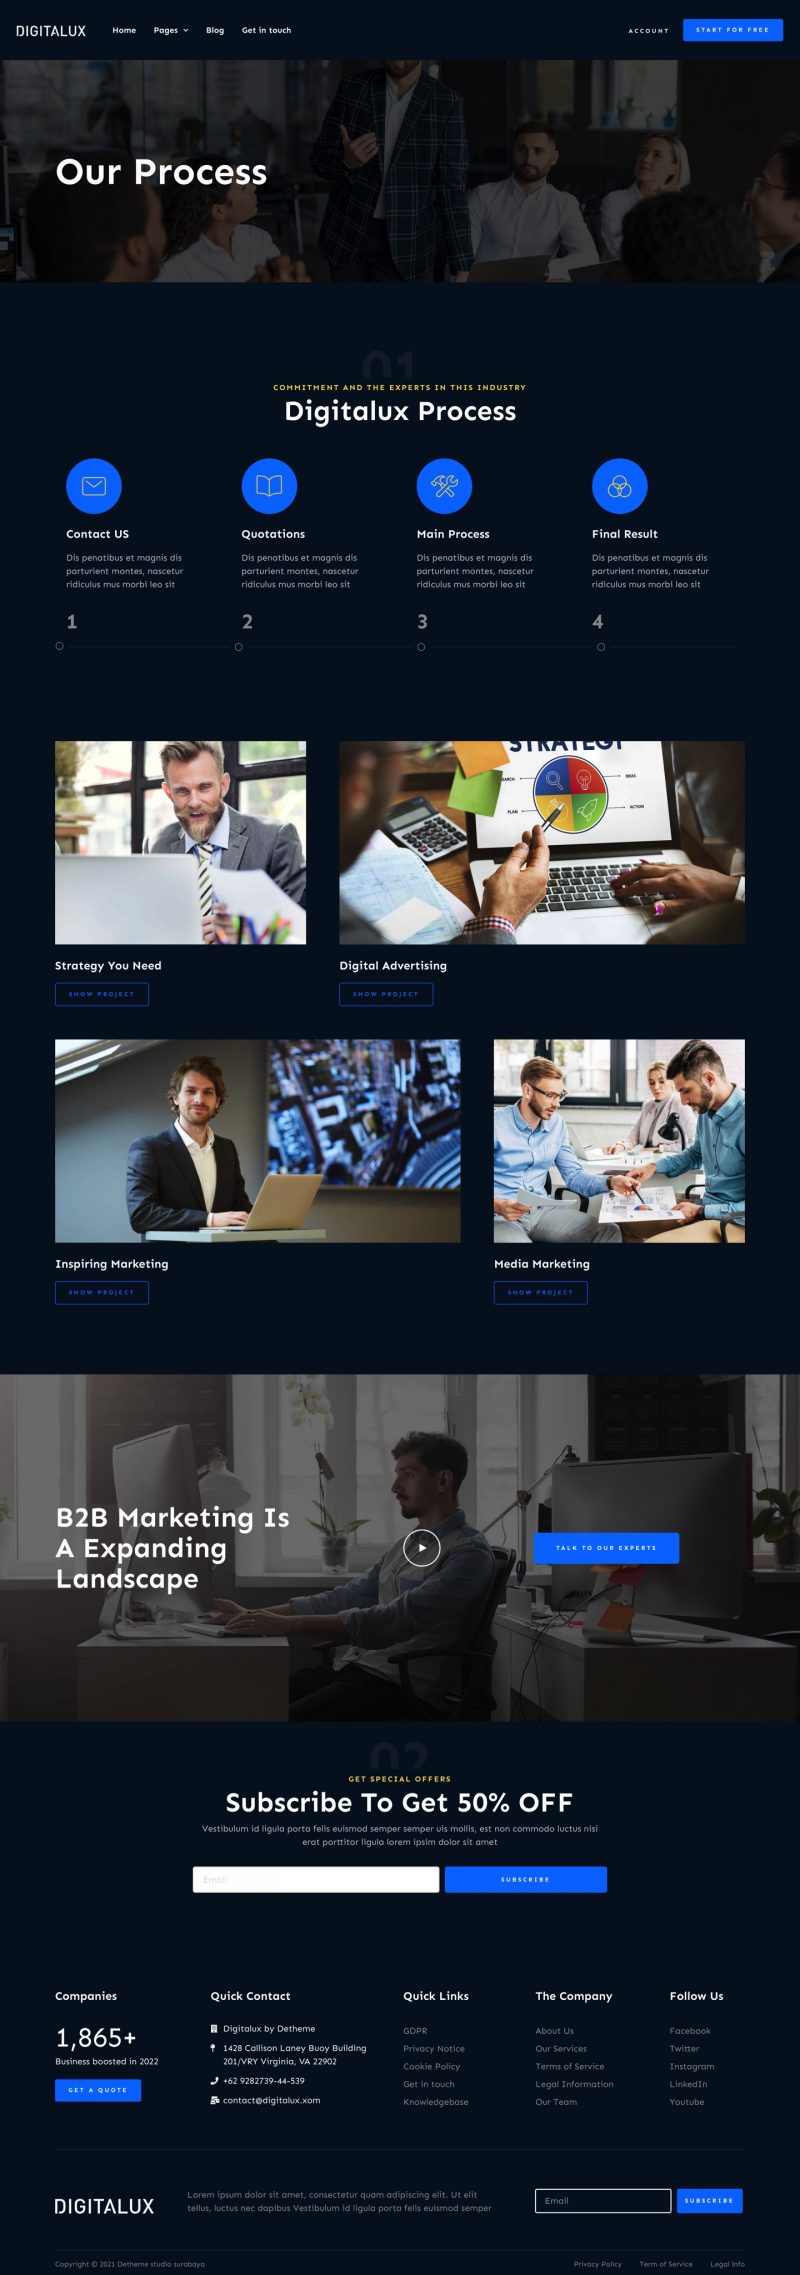 DIGITALUX
Home Pages Blog Get in touch
ACCOUNT
START FOR FREE
Our Process
01
COMMITMENT AND THE EXPERTS IN THIS INDUSTRY
Digitalux Process
Contact US
Dis penatibus et magnis dis
parturient montes, nascetur
ridiculus mus morbi leo sit
1
Quotations
Dis penatibus et magnis dis
parturient montes, nascetur
ridiculus mus morbi leo sit
2
Main Process
Dis penatibus et magnis dis
parturient montes, nascetur
ridiculus mus morbi leo sit
3
Final Result
Dis penatibus et magnis dis
parturient montes, nascetur
ridiculus mus morbi leo sit
4
STRATEGY
IDEAS
PLAN
ACTION
Strategy You Need
SHOW PROJECT
Digital Advertising
SHOW PROJECT
Inspiring Marketing
SHOW PROJECT
Media Marketing
SHOW PROJECT
B2B Marketing Is
A Expanding
Landscape
TALK TO OUR EXPERTS
02
GET SPECIAL OFFERS
Subscribe To Get 50% OFF
Vestibulum id ligula porta felis euismod semper semper uis mollis, est non commodo luctus nisi
erat porttitor ligula lorem ipsim dolor sit amet
Email
SUBSCRIBE
Companies
1,865+
Business boosted in 2022
GET A QUOTE
Quick Contact
Digitalux by Detheme
1428 Callison Laney Buoy Building
201/VRY Virginia, VA 22902
+62 9282739-44-539
contact@digitalux.xom
Quick Links
GDPR
Privacy Notice
Cookie Policy
Get in touch
Knowledgebase
The Company
About Us
Our Services
Terms of Service
Legal Information
Our Team
Follow Us
Facebook
Twitter
Instagram
LinkedIn
Youtube
DIGITALUX
Lorem ipsum dolor sit amet, consectetur quam adipiscing elit. Ut elit
tellus, luctus nec dapibus Vestibulum id ligula porta felis euismod semper
Email
SUBSCRIBE
Copyright © 2021 Detheme studio surabaya
Privacy Policy Term of Service Legal info